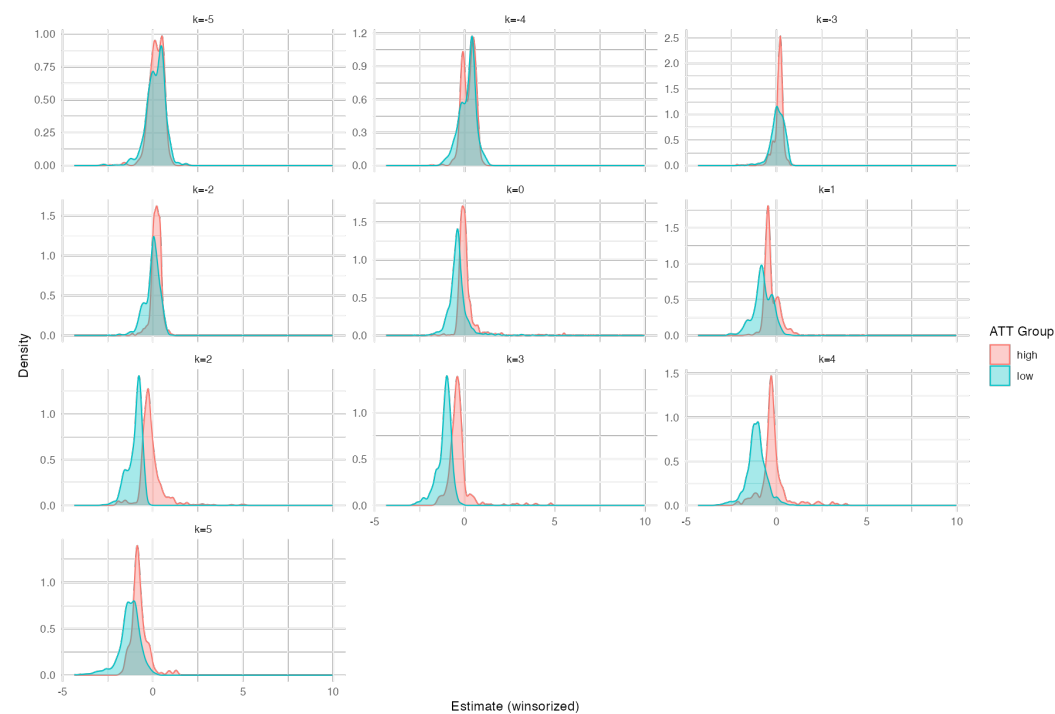 k=-5
k=-4
k=-3
1.00
0.75
0.50
0.25
0.00
1.2
0.9
0.6
0.3
0.0
2.5
2.0
1.5
1.0
0.5
0.0
k=-2
k=0
k=1
1.5
1.0
0.5
0.0
1.5
1.0
0.5
0.0
1.5
1.0
0.5
0.0
k=2
k=3
k=4
1.0
0.5
0.0
1.0
0.5
0.0
1.5
1.0
0.5
0.0
-5 0 5 10
-5 0 5 10
k=5
1.0
0.5
0.0
-5 0 5 10
Density
Estimate (winsorized)
ATT Group
high
low